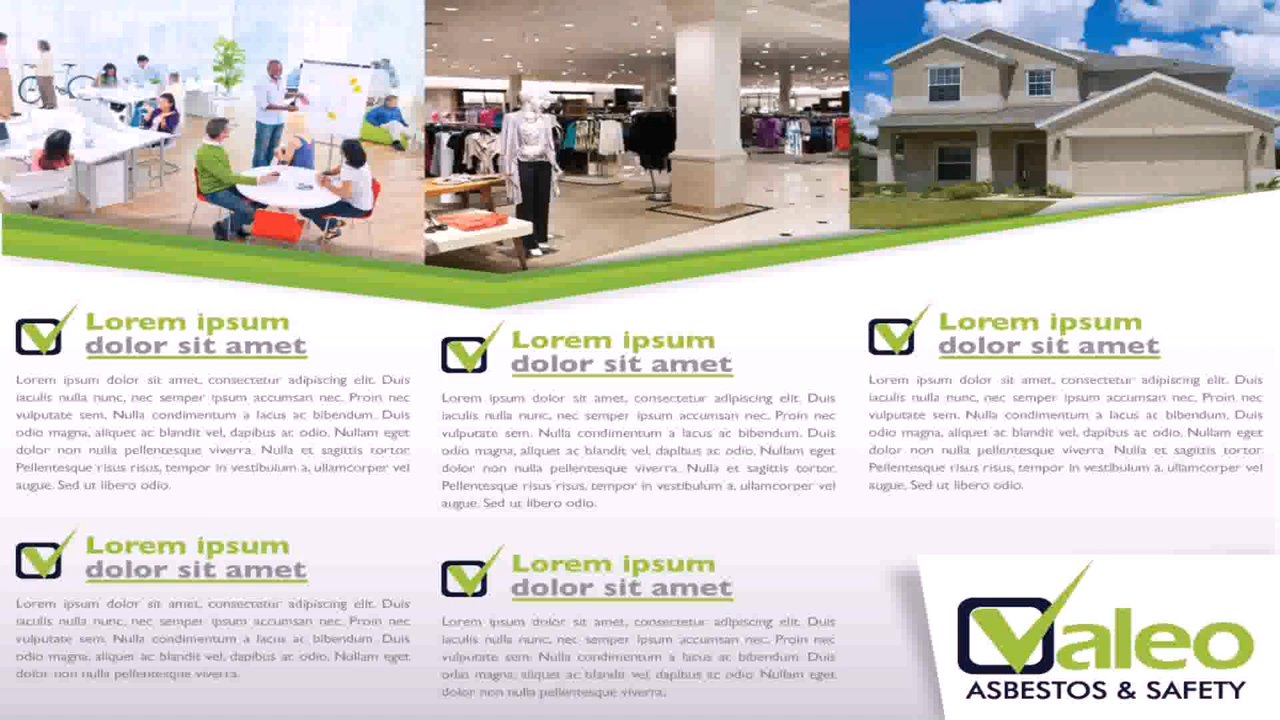 Lorem ipsum
dolor sit amet
Lorem ipsum dolor sit amet, consectetur adipiscing elit. Duis
iaculis nulla nunc, nec semper ipsum accumsan nec. Proin nec
vulputate sem. Nulla condimentum a lacus ac bibendum. Duis
odio magna, aliquet ac blandit vel, dapibus ac odio. Nullam eget
dolor non nulla pellentesque viverra. Nulla et sagittis tortor.
Pellentesque risus risus, tempor in vestibulum a, ullamcorper vel
augue. Sed ut libero odio.
Lorem ipsum
dolor sit amet
Lorem ipsum dolor sit amet, consectetur adipiscing elit. Duis
iaculis nulla nunc, nec semper ipsum accumsan nec. Proin nec
vulputate sem. Nulla condimentum a lacus ac bibendum. Duis
odio magna, aliquet ac blandit vel, dapibus ac odio. Nullam eget
dolor non nulla pellentesque viverra.
Lorem ipsum
dolor sit amet
Lorem ipsum dolor sit amet, consectetur adipiscing elit. Duis
iaculis nulla nunc, nec semper ipsum accumsan nec. Proin nec
vulputate sem. Nulla condimentum a lacus ac bibendum. Duis
odio magna, aliquet ac blandit vel, dapibus ac odio. Nullam eget
dolor non nulla pellentesque viverra. Nulla et sagittis tortor.
Pellentesque risus risus, tempor in vestibulum a, ullamcorper vel
augue. Sed ut libero odio.
Lorem ipsum
dolor sit amet
Lorem ipsum dolor sit amet, consectetur adipiscing elit. Duis
iaculis nulla nunc, nec semper ipsum accumsan nec. Proin nec
vulputate sem. Nulla condimentum a lacus ac bibendum. Duis
odio magna, aliquet ac blandit vel, dapibus ac odio. Nullam eget
dolor non nulla pellentesque viverra.
Lorem ipsum
dolor sit amet
Lorem ipsum dolor sit amet, consectetur adipiscing elit. Duis
iaculis nulla nunc, nec semper ipsum accumsan nec. Proin nec
vulputate sem. Nulla condimentum a lacus ac bibendum. Duis
odio magna, aliquet ac blandit vel, dapibus ac odio. Nullam eget
dolor non nulla pellentesque viverra. Nulla et sagittis tortor.
Pellentesque risus risus, tempor in vestibulum a, ullamcorper vel
augue. Sed ut libero odio.
Valeo
ASBESTOS & SAFETY